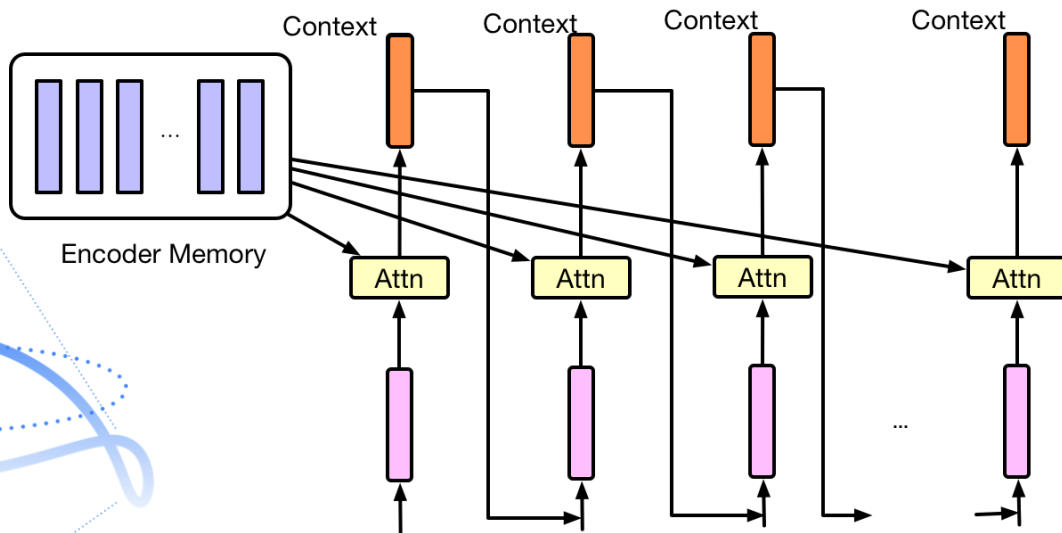 Context
Context
Context
Context
...
Encoder Memory
Attn
Attn
Attn
Attn
...